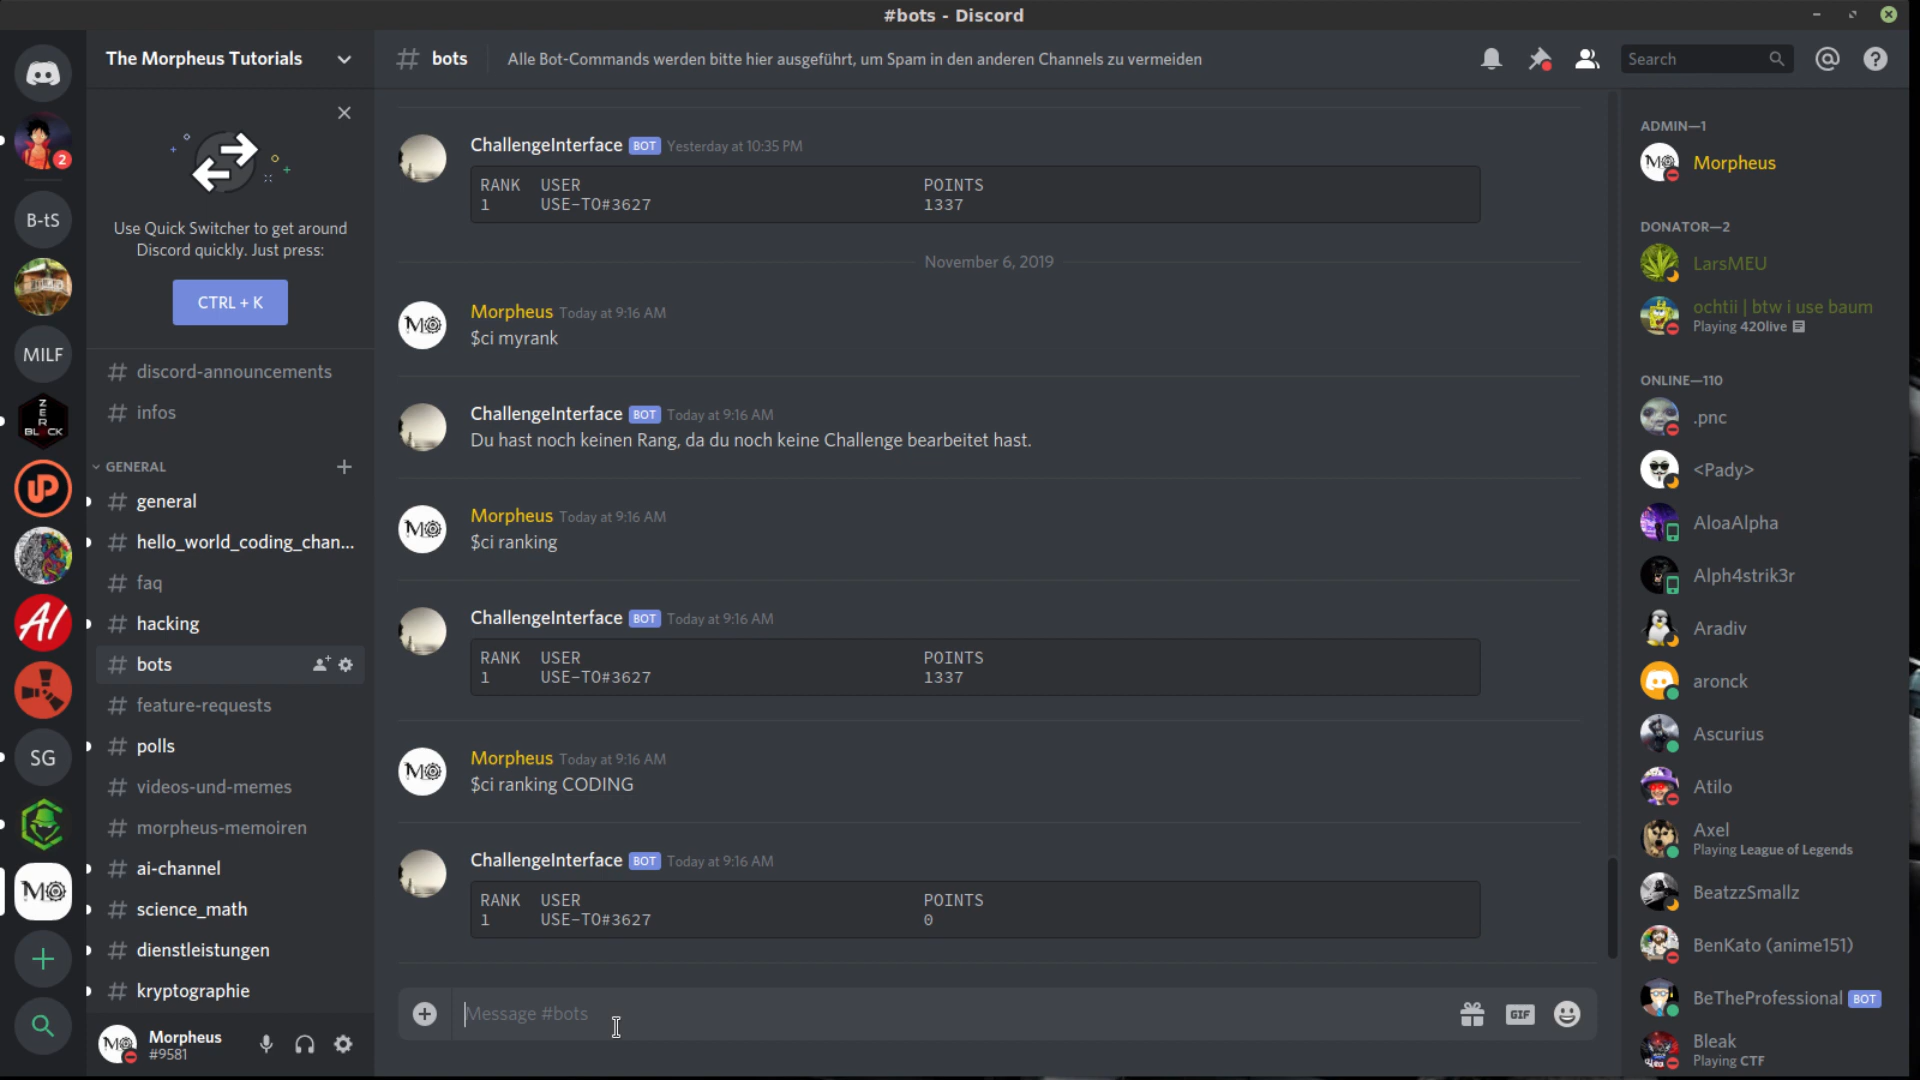 #bots - Discord
The Morpheus Tutorials
# bots
Alle Bot-Commands werden bitte hier ausgeführt, um Spam in den anderen Channels zu vermeiden
Search
2
B-tS
MILF
ZER
BLOCK
UP
AI
SG
MO
Use Quick Switcher to get around
Discord quickly. Just press:
CTRL + K
# discord-announcements
# infos
GENERAL
# general
# hello_world_coding_chan...
# faq
# hacking
# bots
# feature-requests
# polls
# videos-und-memes
# morpheus-memoiren
# ai-channel
# science_math
# dienstleistungen
# kryptographie
Morpheus
#9581
ChallengeInterface BOT Yesterday at 10:35 PM
RANK USER POINTS
1 USE-TO#3627 1337
November 6, 2019
Morpheus Today at 9:16 AM
$ci myrank
ChallengeInterface BOT Today at 9:16 AM
Du hast noch keinen Rang, da du noch keine Challenge bearbeitet hast.
Morpheus Today at 9:16 AM
$ci ranking
ChallengeInterface BOT Today at 9:16 AM
RANK USER POINTS
1 USE-TO#3627 1337
Morpheus Today at 9:16 AM
$ci ranking CODING
ChallengeInterface BOT Today at 9:16 AM
RANK USER POINTS
1 USE-TO#3627 0
Message #bots
GIF
ADMIN—1
Morpheus
DONATOR—2
LarsMEU
ochtii | btw i use baum
Playing 420live
ONLINE—110
.pnc
<Pady>
AloaAlpha
Alph4strik3r
Aradiv
aronck
Ascurius
Atilo
Axel
Playing League of Legends
BeatzzSmallz
BenKato (anime151)
BeTheProfessional BOT
Bleak
Playing CTF